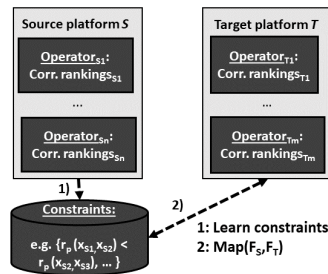 Source platform S
Operator_S1:
Corr. rankings_S1
...
Operator_Sn:
Corr. rankings_Sn
Target platform T
Operator_T1:
Corr. rankings_T1
...
Operator_Tm:
Corr. rankings_Tm
1)
2)
Constraints:
e.g. {r_p (x_S1,x_S2) <
r_p (x_S2,x_S3), ... }
1: Learn constraints
2: Map(F_S,F_T)